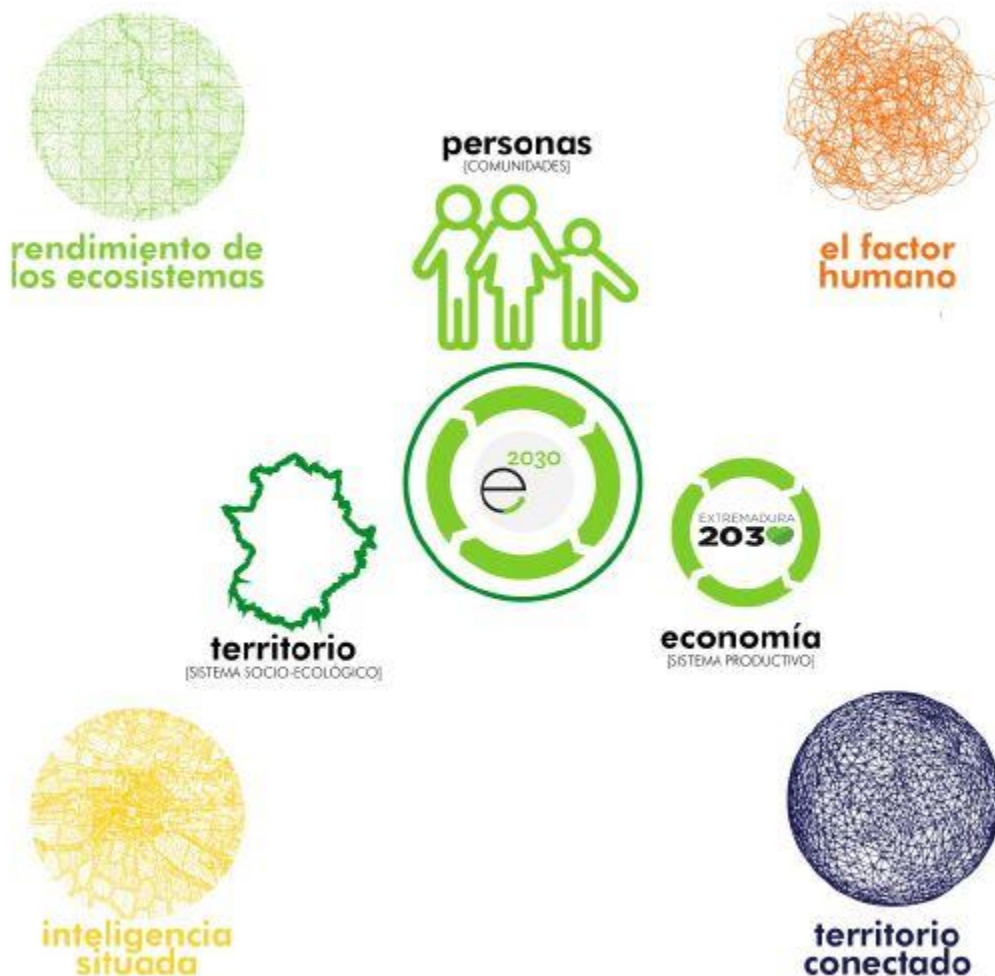 rendimiento de
los ecosistemas
el factor
humano
personas
[COMUNIDADES]
2030
e
EXTREMADURA
203
territorio
[SISTEMA SOCIO-ECOLÓGICO]
economía
[SISTEMA PRODUCTIVO]
inteligencia
situada
territorio
conectado